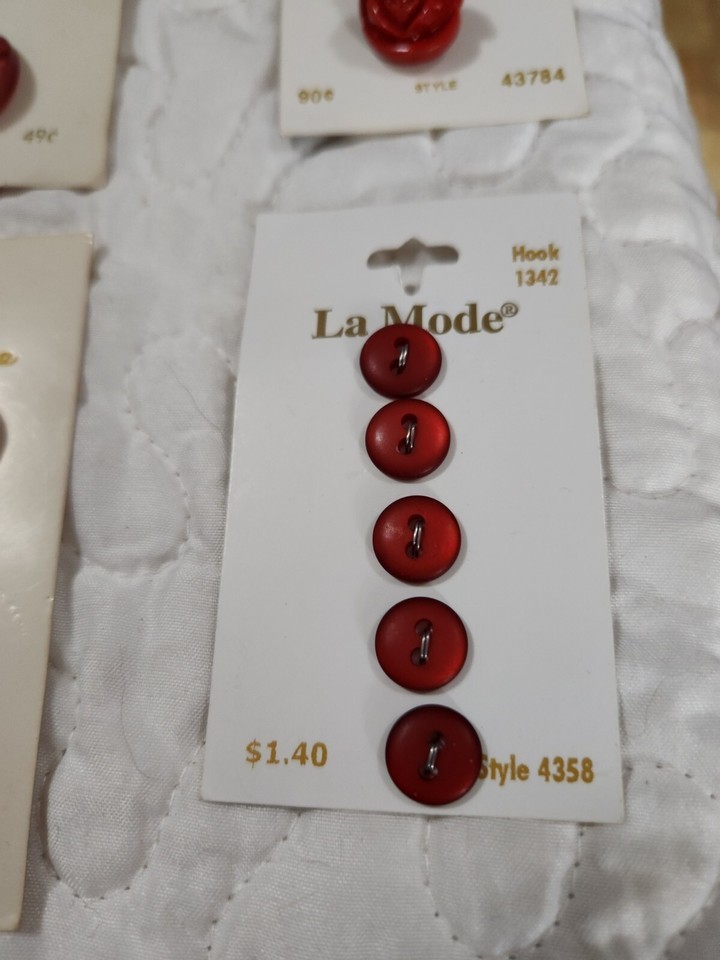 49¢
90¢ STYLE 43784
e
Hook
1342
La Mode®
$1.40 Style 4358